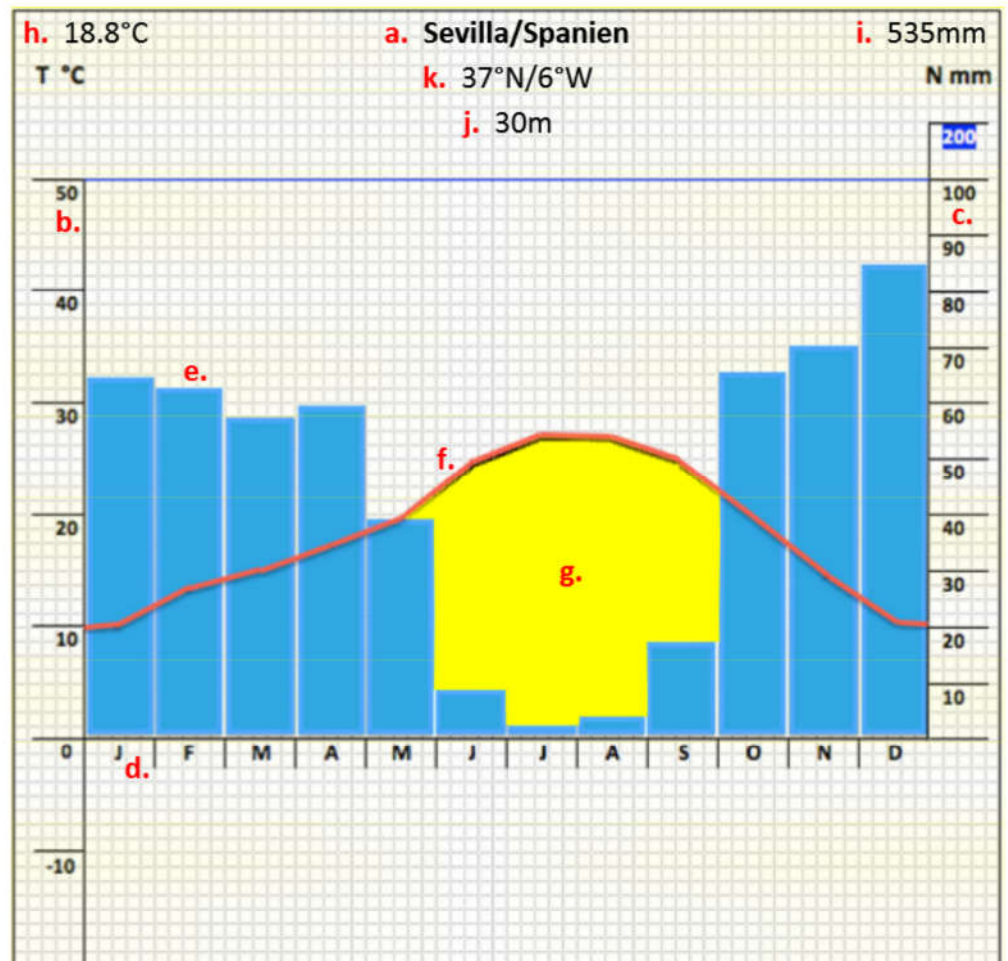 h. 18.8°C a. Sevilla/Spanien i. 535mm
T °C k. 37°N/6°W N mm
j. 30m
200
50 100
b. c.
90
40 80
70
e.
30 60
f. 50
20 40
g. 30
10 20
10
0 J F M A M J J A S O N D
d.
-10